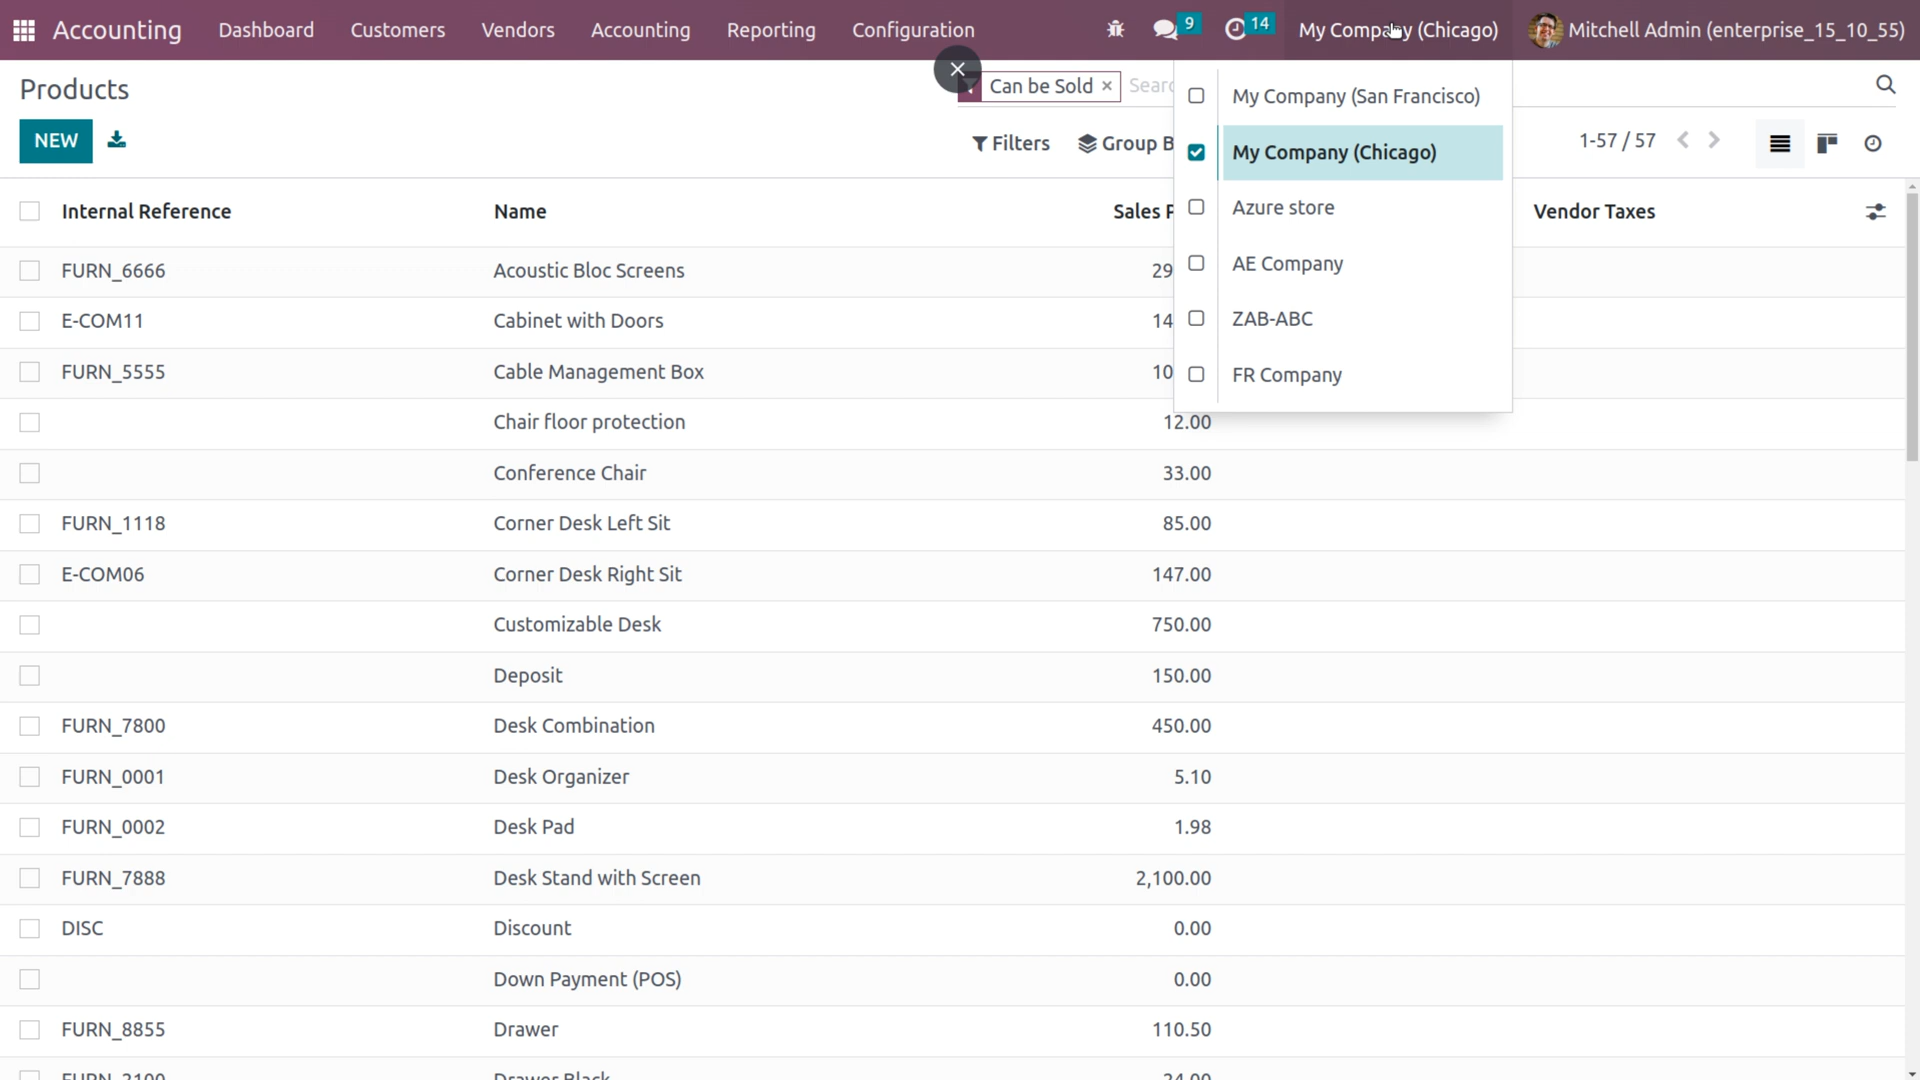 Accounting Dashboard Customers Vendors Accounting Reporting Configuration 9 14 My Company (Chicago) Mitchell Admin (enterprise_15_10_55)
Products
Can be Sold ×
My Company (San Francisco)
NEW
Filters Group B
My Company (Chicago)
1-57 / 57
Internal Reference Name Sales P Vendor Taxes
Azure store
FURN_6666 Acoustic Bloc Screens 29
AE Company
E-COM11 Cabinet with Doors 14
ZAB-ABC
FURN_5555 Cable Management Box 10
FR Company
Chair floor protection 12.00
Conference Chair 33.00
FURN_1118 Corner Desk Left Sit 85.00
E-COM06 Corner Desk Right Sit 147.00
Customizable Desk 750.00
Deposit 150.00
FURN_7800 Desk Combination 450.00
FURN_0001 Desk Organizer 5.10
FURN_0002 Desk Pad 1.98
FURN_7888 Desk Stand with Screen 2,100.00
DISC Discount 0.00
Down Payment (POS) 0.00
FURN_8855 Drawer 110.50